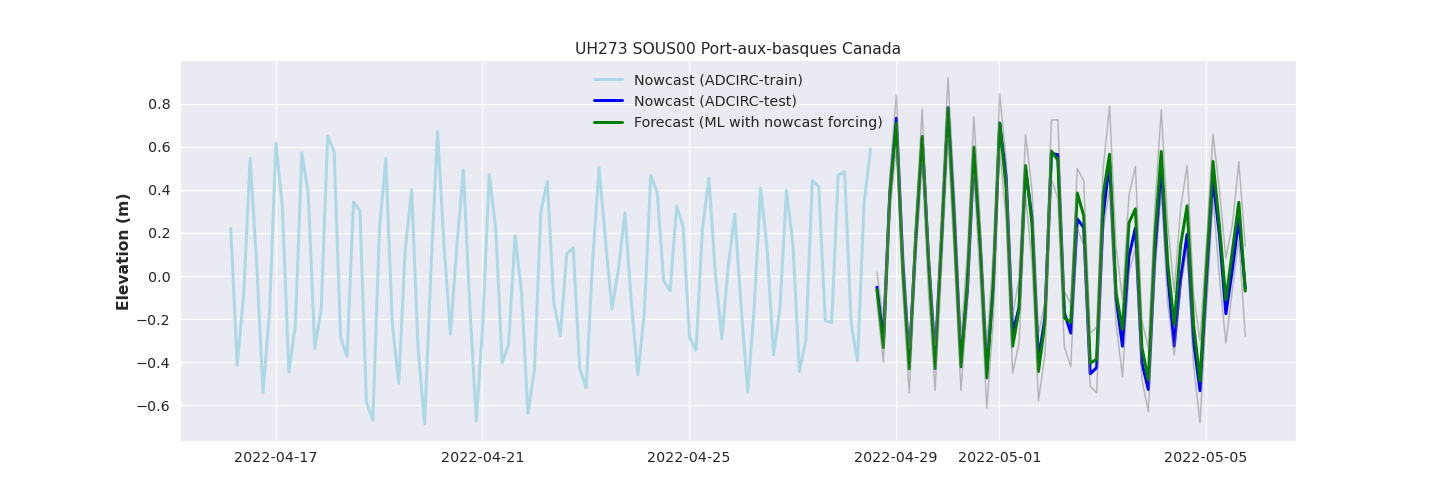 UH273 SOUS00 Port-aux-basques Canada
Nowcast (ADCIRC-train)
Nowcast (ADCIRC-test)
Forecast (ML with nowcast forcing)
Elevation (m)
0.8
0.6
0.4
0.2
0.0
−0.2
−0.4
−0.6
2022-04-17 2022-04-21 2022-04-25 2022-04-29 2022-05-01 2022-05-05